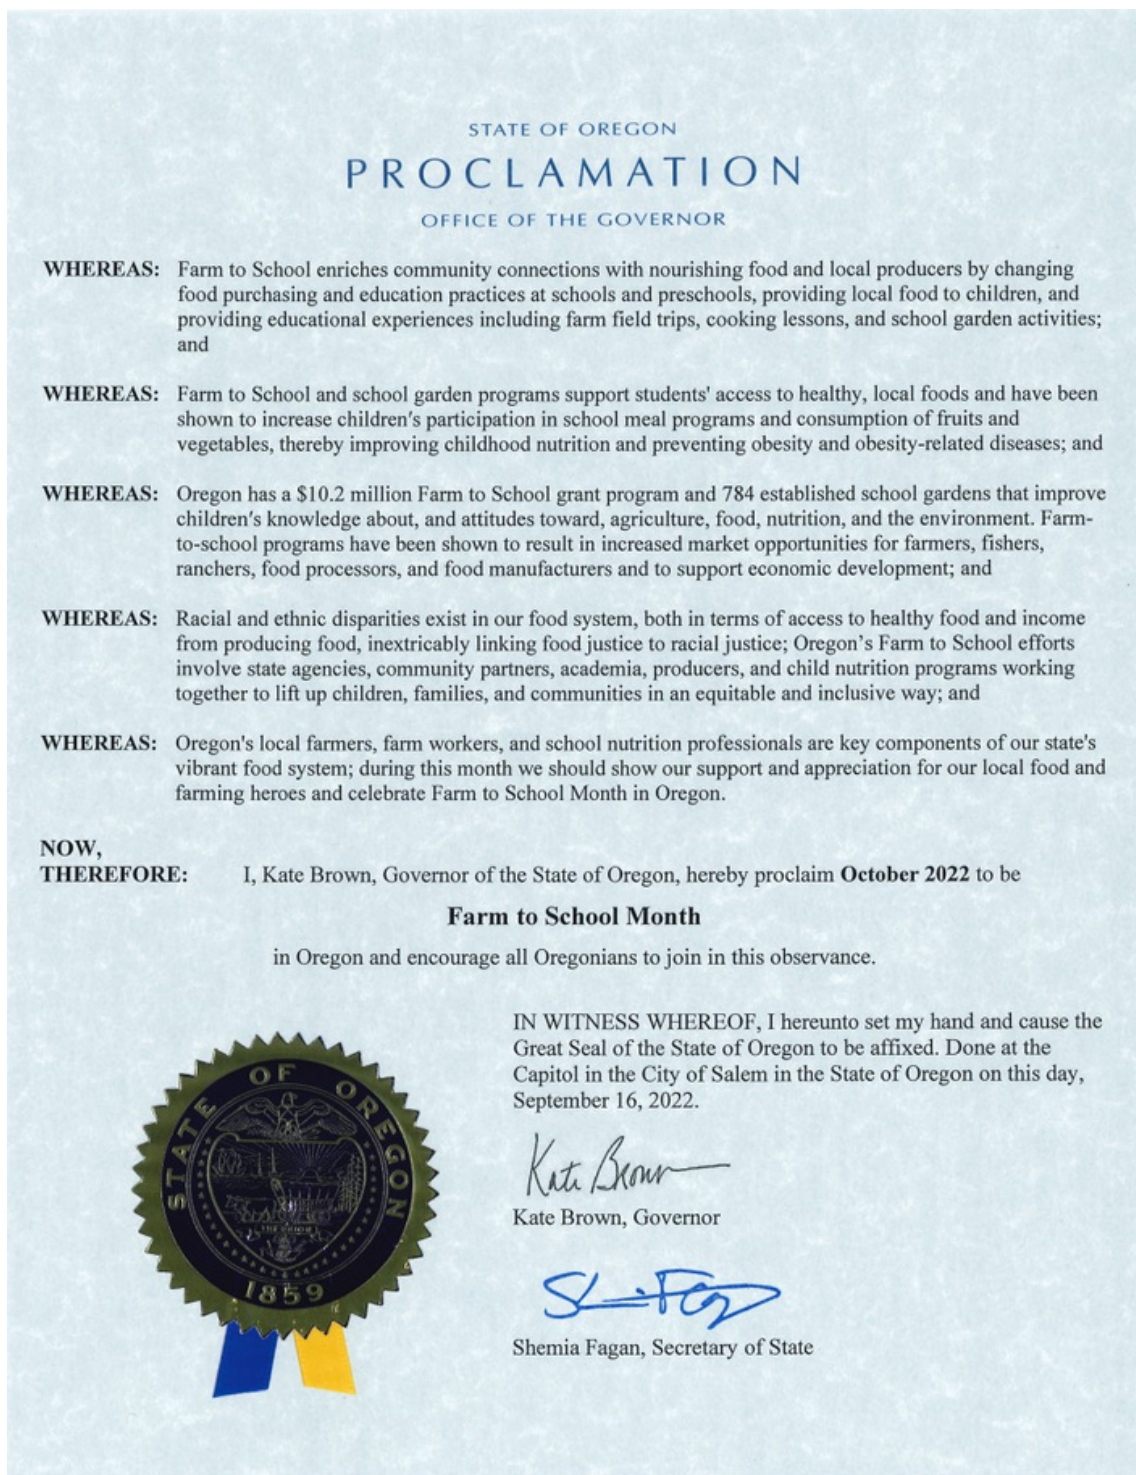 STATE OF OREGON
PROCLAMATION
OFFICE OF THE GOVERNOR
WHEREAS: Farm to School enriches community connections with nourishing food and local producers by changing
food purchasing and education practices at schools and preschools, providing local food to children, and
providing educational experiences including farm field trips, cooking lessons, and school garden activities;
and
WHEREAS: Farm to School and school garden programs support students' access to healthy, local foods and have been
shown to increase children's participation in school meal programs and consumption of fruits and
vegetables, thereby improving childhood nutrition and preventing obesity and obesity-related diseases; and
WHEREAS: Oregon has a $10.2 million Farm to School grant program and 784 established school gardens that improve
children's knowledge about, and attitudes toward, agriculture, food, nutrition, and the environment. Farm-
to-school programs have been shown to result in increased market opportunities for farmers, fishers,
ranchers, food processors, and food manufacturers and to support economic development; and
WHEREAS: Racial and ethnic disparities exist in our food system, both in terms of access to healthy food and income
from producing food, inextricably linking food justice to racial justice; Oregon's Farm to School efforts
involve state agencies, community partners, academia, producers, and child nutrition programs working
together to lift up children, families, and communities in an equitable and inclusive way; and
WHEREAS: Oregon's local farmers, farm workers, and school nutrition professionals are key components of our state's
vibrant food system; during this month we should show our support and appreciation for our local food and
farming heroes and celebrate Farm to School Month in Oregon.
NOW,
THEREFORE: I, Kate Brown, Governor of the State of Oregon, hereby proclaim October 2022 to be
Farm to School Month
in Oregon and encourage all Oregonians to join in this observance.
IN WITNESS WHEREOF, I hereunto set my hand and cause the
Great Seal of the State of Oregon to be affixed. Done at the
Capitol in the City of Salem in the State of Oregon on this day,
September 16, 2022.
Kate Brown
Kate Brown, Governor
Shemia Fagan, Secretary of State
STATE OF OREGON
THE UNION
1859